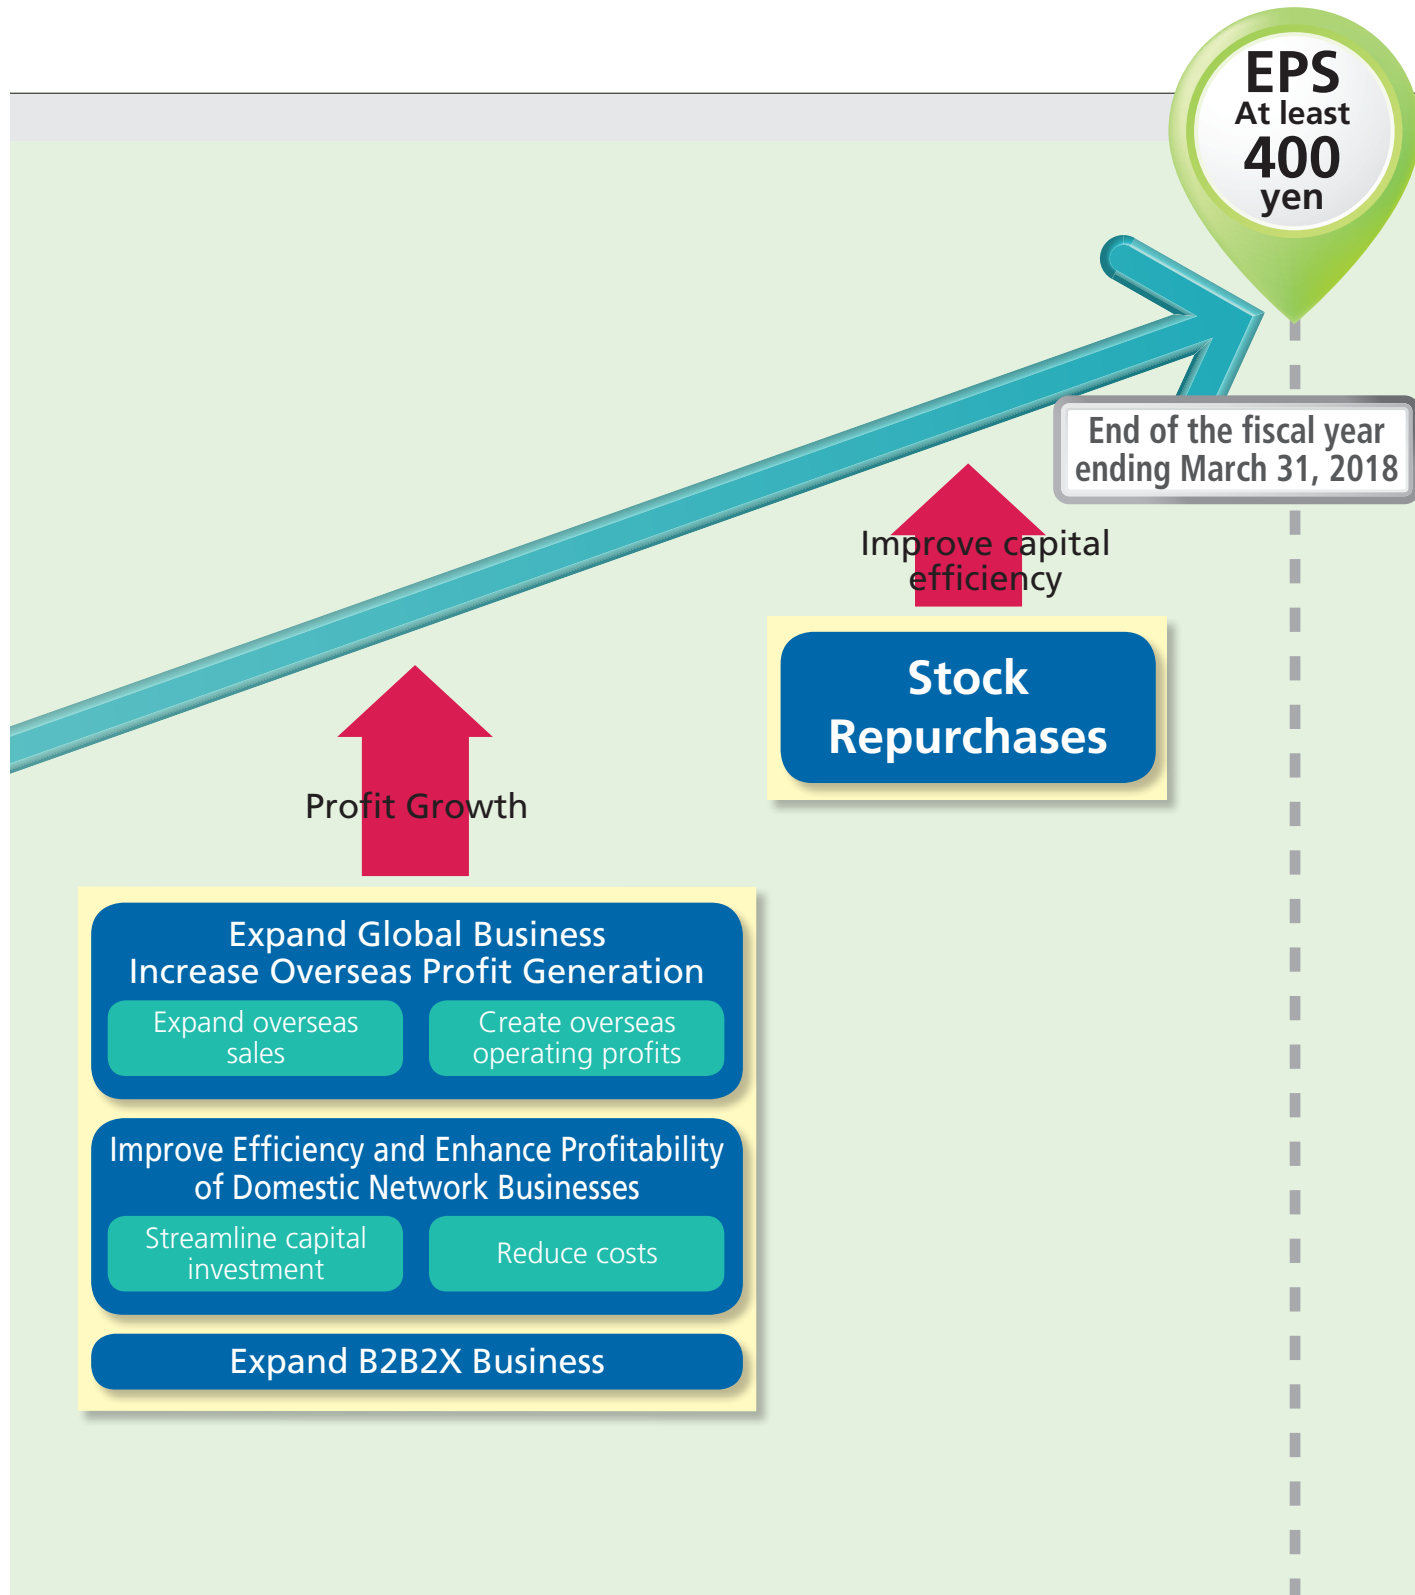 EPS
At least
400
yen
End of the fiscal year
ending March 31, 2018
Improve capital
efficiency
Stock
Repurchases
Profit Growth
Expand Global Business
Increase Overseas Profit Generation
Expand overseas
sales
Create overseas
operating profits
Improve Efficiency and Enhance Profitability
of Domestic Network Businesses
Streamline capital
investment
Reduce costs
Expand B2B2X Business